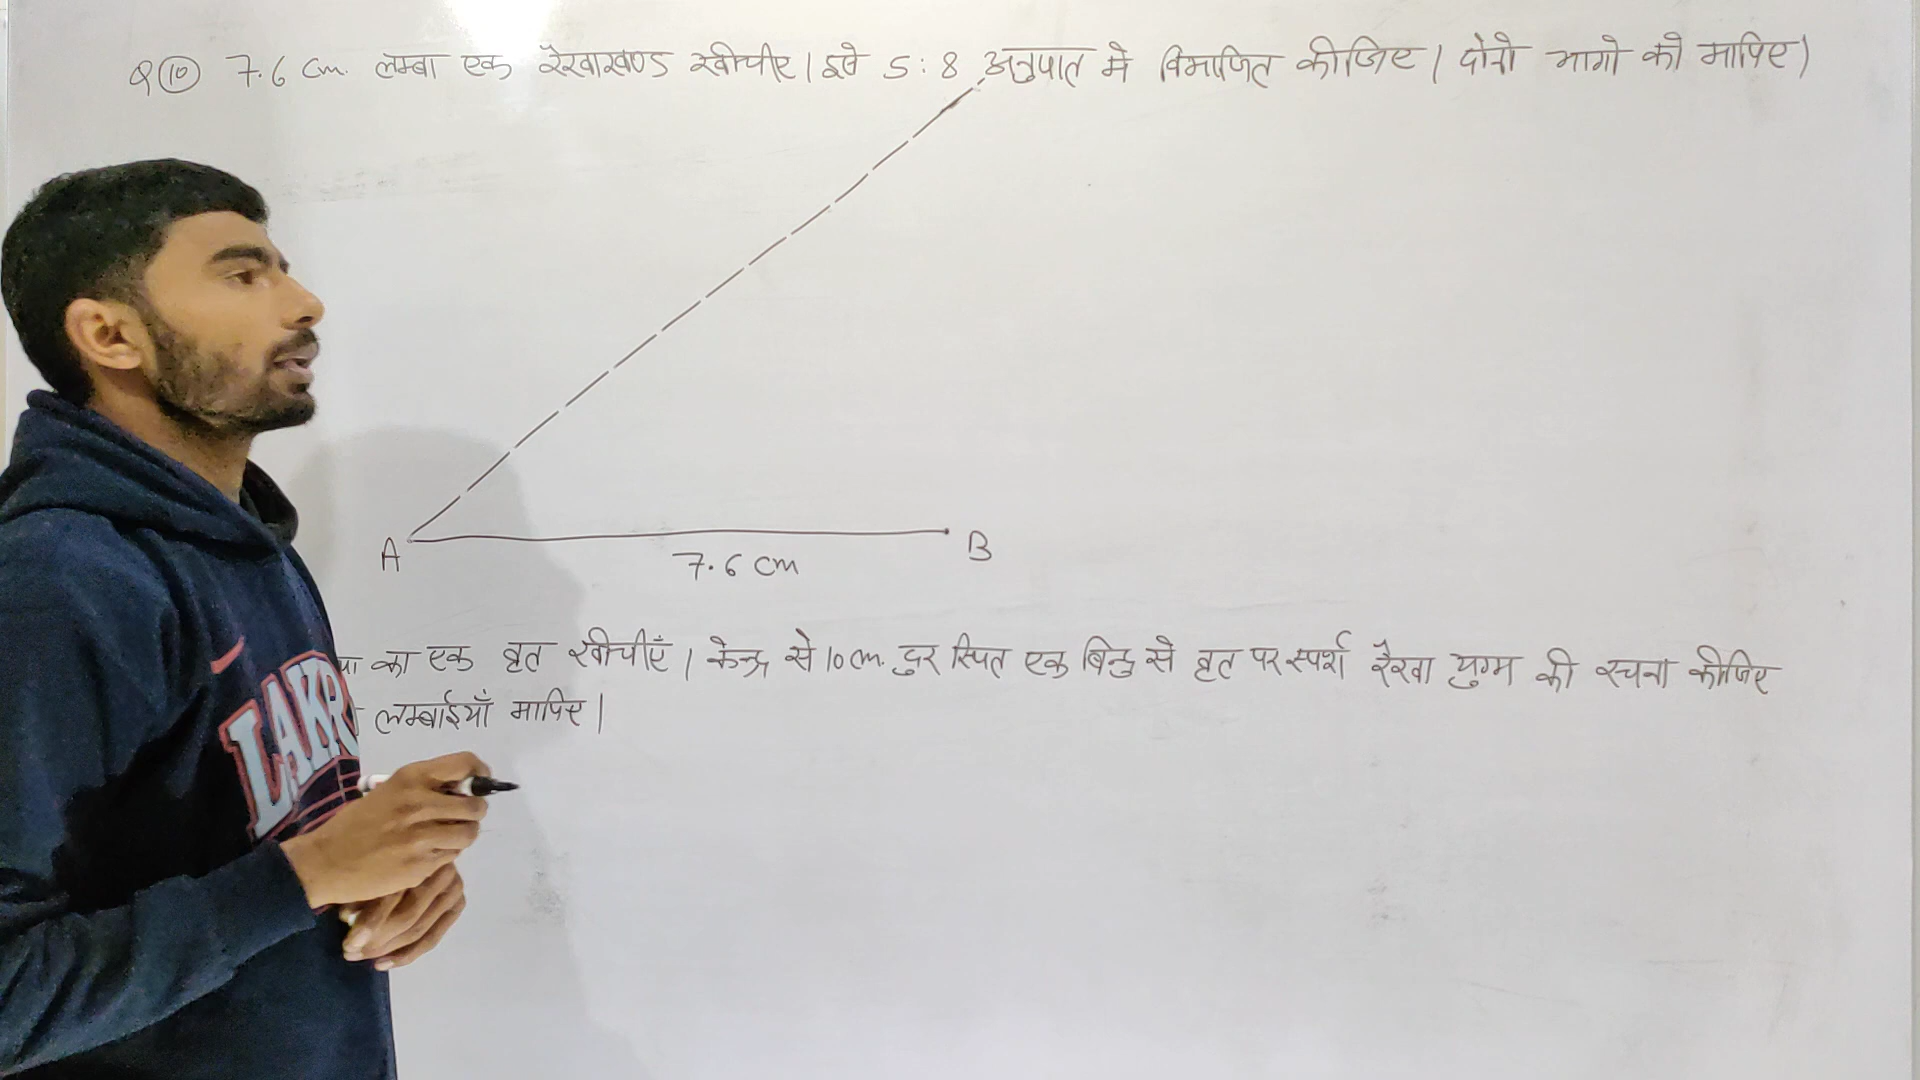 Q⑩ 7.6 cm. लम्बा एक रेखाखण्ड खींचीए। इसे 5:8 अनुपात में विभाजित कीजिए। दोनो भागो को मापिए)
A
B
7.6 cm
का एक वृत खींचीएँ। केन्द्र से 10 cm. दुर स्थित एक बिन्दु से वृत पर स्पर्श रेखा युग्म की रचना कीजिए
लम्बाईयाँ मापिए।